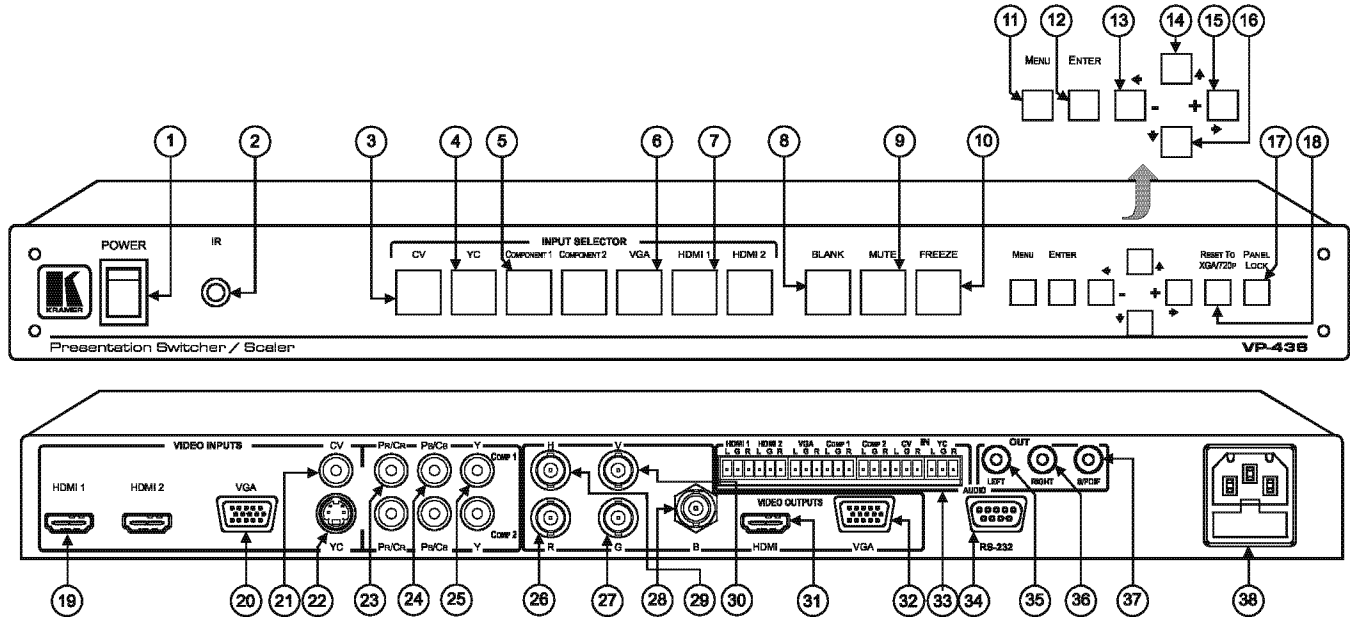 11 12 13 14 15 16
MENU ENTER
- +
1 2 3 4 5 6 7 8 9 10 17 18
POWER IR INPUT SELECTOR
CV YC COMPONENT 1 COMPONENT 2 VGA HDMI 1 HDMI 2 BLANK MUTE FREEZE MENU ENTER RESET TO XGA/720P PANEL LOCK
- +
K
KRAMER
Presentation Switcher / Scaler VP-436
VIDEO INPUTS CV PR/CR PB/CB Y COMP 1 H V
HDMI 1 HDMI 2 VGA COMP 1 COMP 2 CV IN YC OUT
L G R L G R L G R L G R L G R L G R L G R
HDMI 1 HDMI 2 VGA LEFT RIGHT S/PDIF
AUDIO
VIDEO OUTPUTS
YC PR/CR PB/CB Y COMP 2 R G B HDMI VGA RS-232
19 20 21 22 23 24 25 26 27 28 29 30 31 32 33 34 35 36 37 38